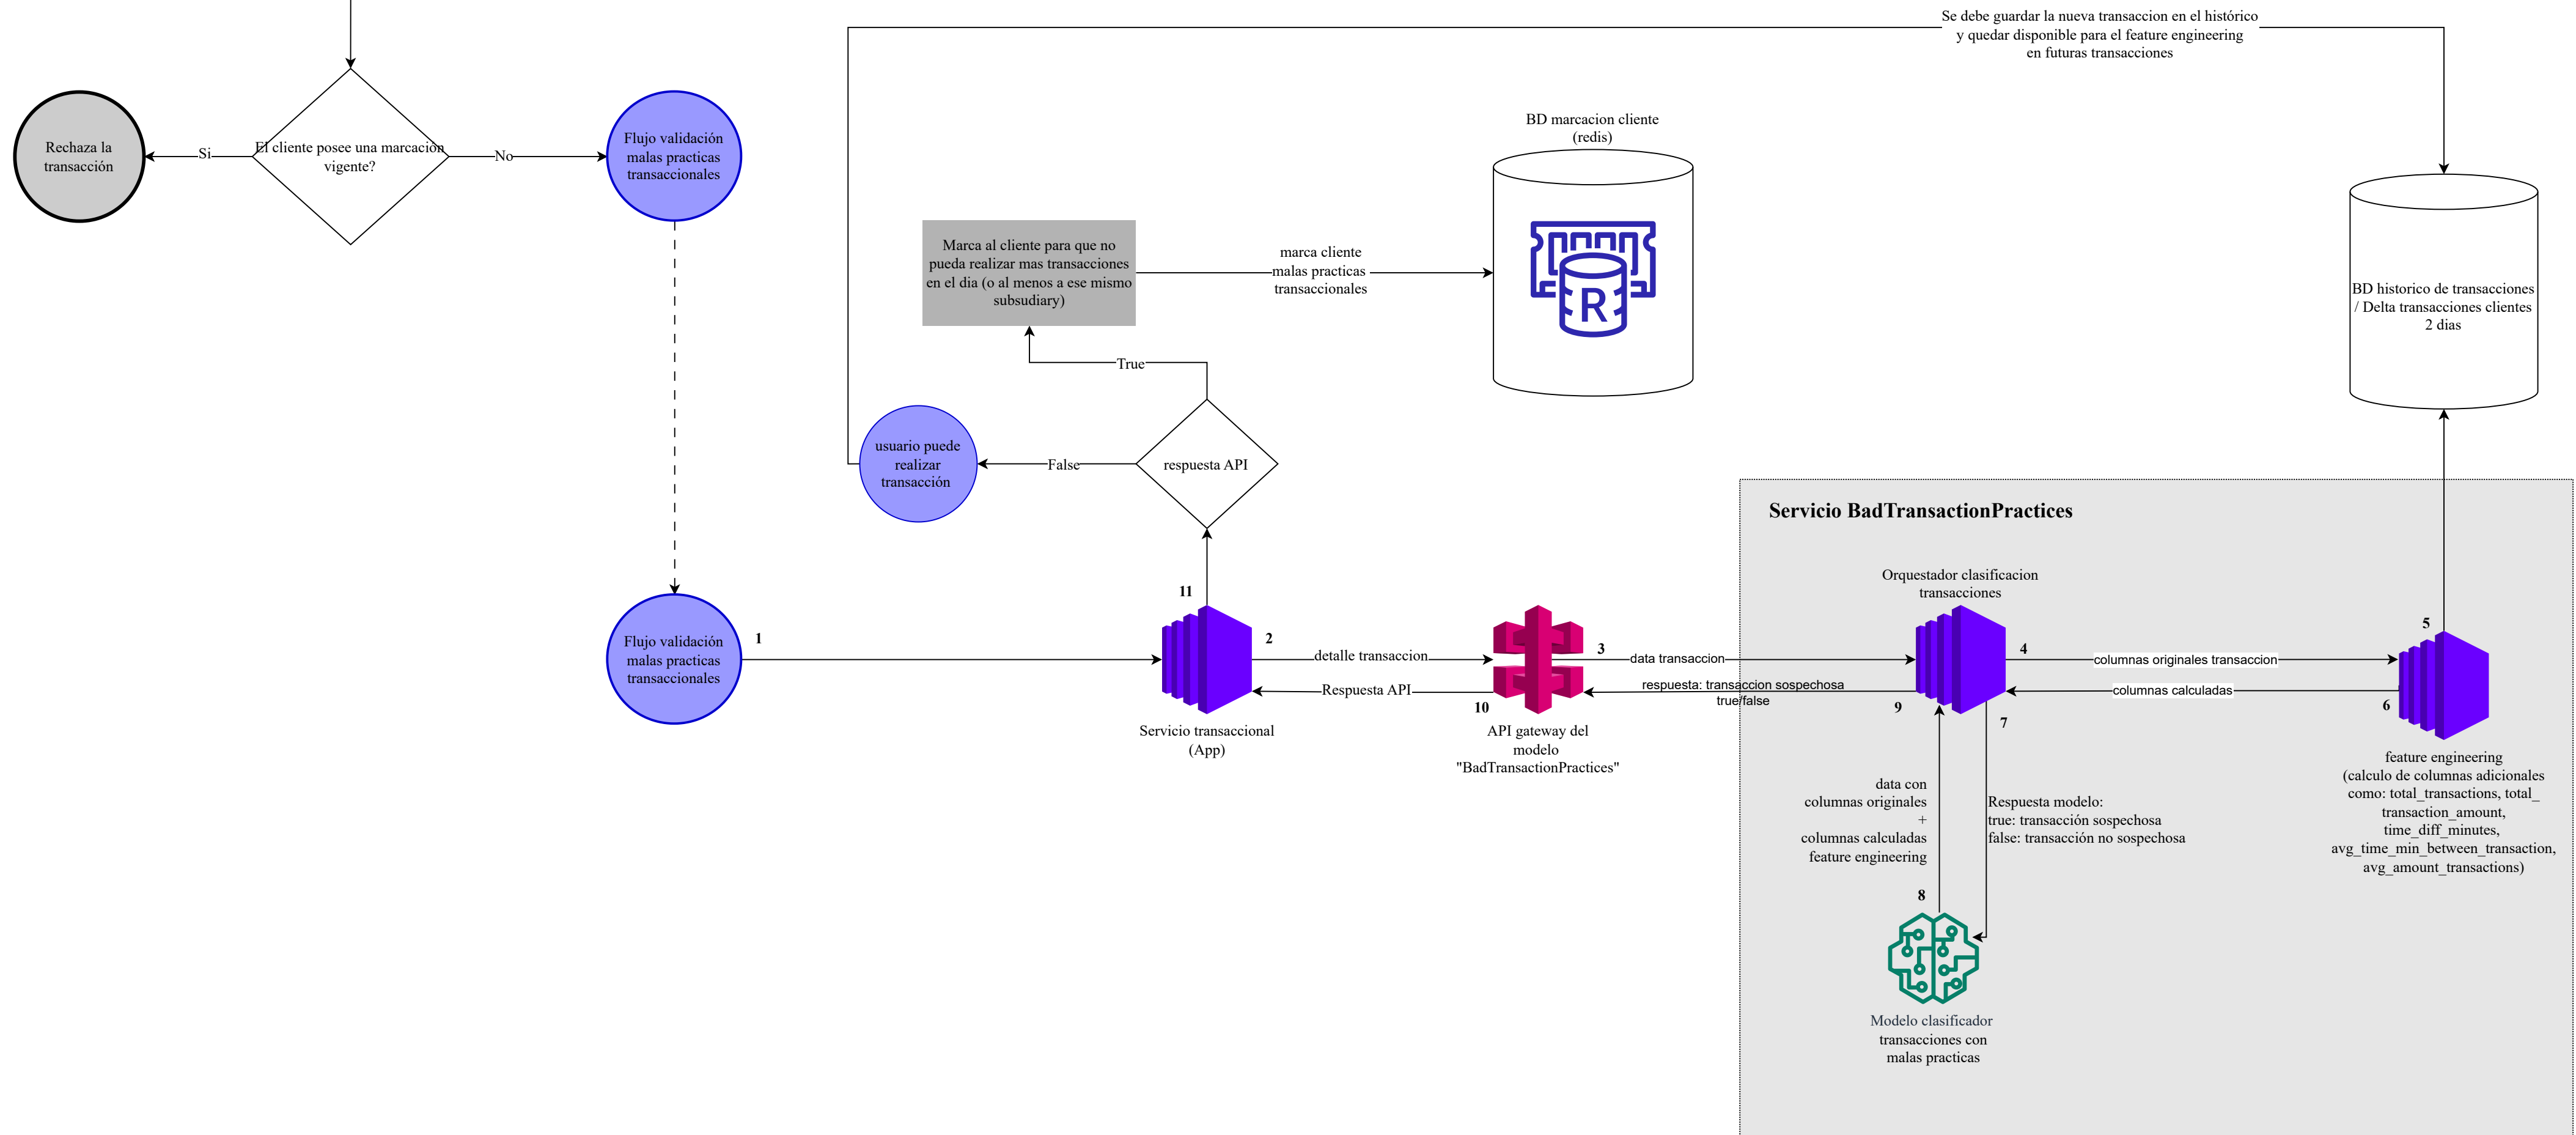 Se debe guardar la nueva transaccion en el histórico
y quedar disponible para el feature engineering
en futuras transacciones
Rechaza la
transacción
Si
El cliente posee una marcación
vigente?
No
Flujo validación
malas practicas
transaccionales
BD marcacion cliente
(redis)
Marca al cliente para que no
pueda realizar mas transacciones
en el dia (o al menos a ese mismo
subsudiary)
marca cliente
malas practicas
transaccionales
R
BD historico de transacciones
/ Delta transacciones clientes
2 dias
True
usuario puede
realizar
transacción
False
respuesta API
Servicio BadTransactionPractices
Flujo validación
malas practicas
transaccionales
1
11
2
detalle transaccion
Respuesta API
10
Servicio transaccional
(App)
3
API gateway del
modelo
"BadTransactionPractices"
data transaccion
respuesta: transaccion sospechosa
true/false
Orquestador clasificacion
transacciones
9
4
7
columnas originales transaccion
columnas calculadas
5
6
feature engineering
(calculo de columnas adicionales
como: total_transactions, total_
transaction_amount,
time_diff_minutes,
avg_time_min_between_transaction,
avg_amount_transactions)
data con
columnas originales
+
columnas calculadas
feature engineering
Respuesta modelo:
true: transacción sospechosa
false: transacción no sospechosa
8
Modelo clasificador
transacciones con
malas practicas